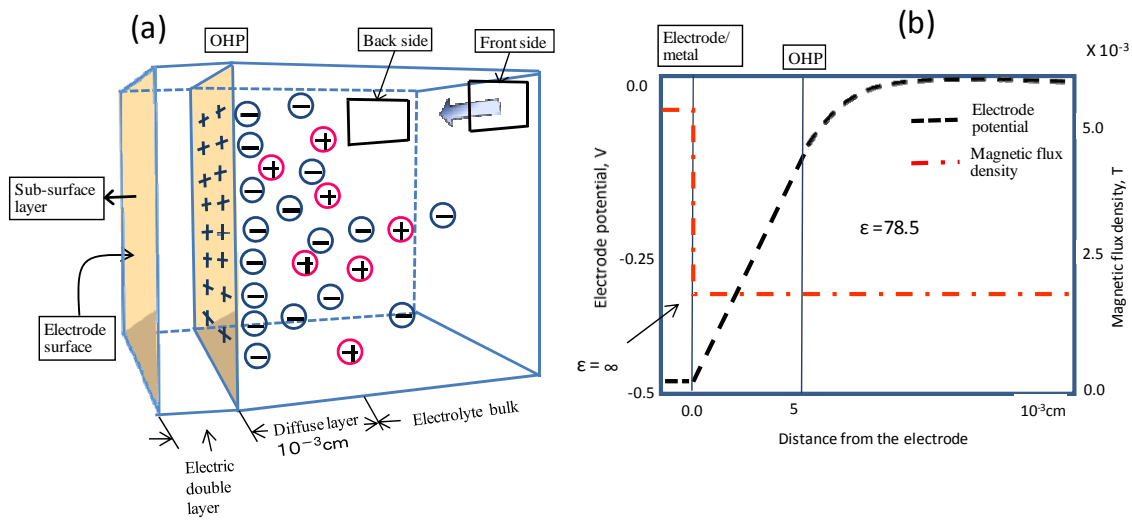 (a)
OHP
Back side
Front side
Sub-surface
layer
Electrode
surface
Diffuse layer
10⁻³cm
Electrolyte bulk
Electric
double
layer
(b)
Electrode/
metal
OHP
X 10⁻³
0.0
-0.25
-0.5
Electrode potential, V
Electrode
potential
Magnetic flux
density
ε =78.5
ε = ∞
5.0
2.5
0.0
Magnetic flux density, T
0.0
5
10⁻³cm
Distance from the electrode